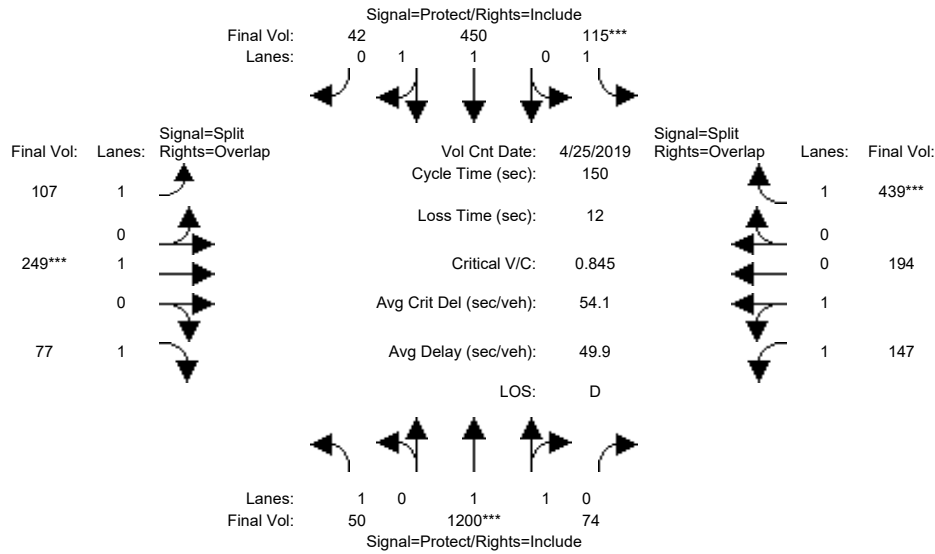 Signal=Protect/Rights=Include
Final Vol: 42 450 115***
Lanes: 0 1 1 0 1
Signal=Split Signal=Split
Final Vol: Lanes: Rights=Overlap Vol Cnt Date: 4/25/2019 Rights=Overlap Lanes: Final Vol:
Cycle Time (sec): 150
107 1 1 439***
Loss Time (sec): 12
0 0
249*** 1 Critical V/C: 0.845 0 194
0 Avg Crit Del (sec/veh): 54.1 1
77 1 Avg Delay (sec/veh): 49.9 1 147
LOS: D
Lanes: 1 0 1 1 0
Final Vol: 50 1200*** 74
Signal=Protect/Rights=Include